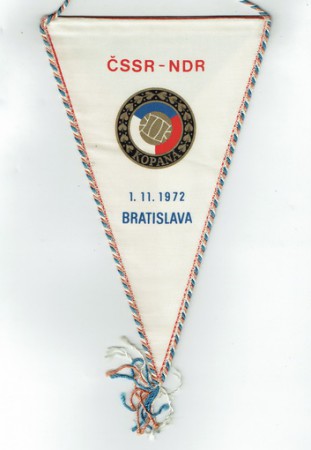 ČSSR - NDR
KOPANÁ
1. 11. 1972
BRATISLAVA